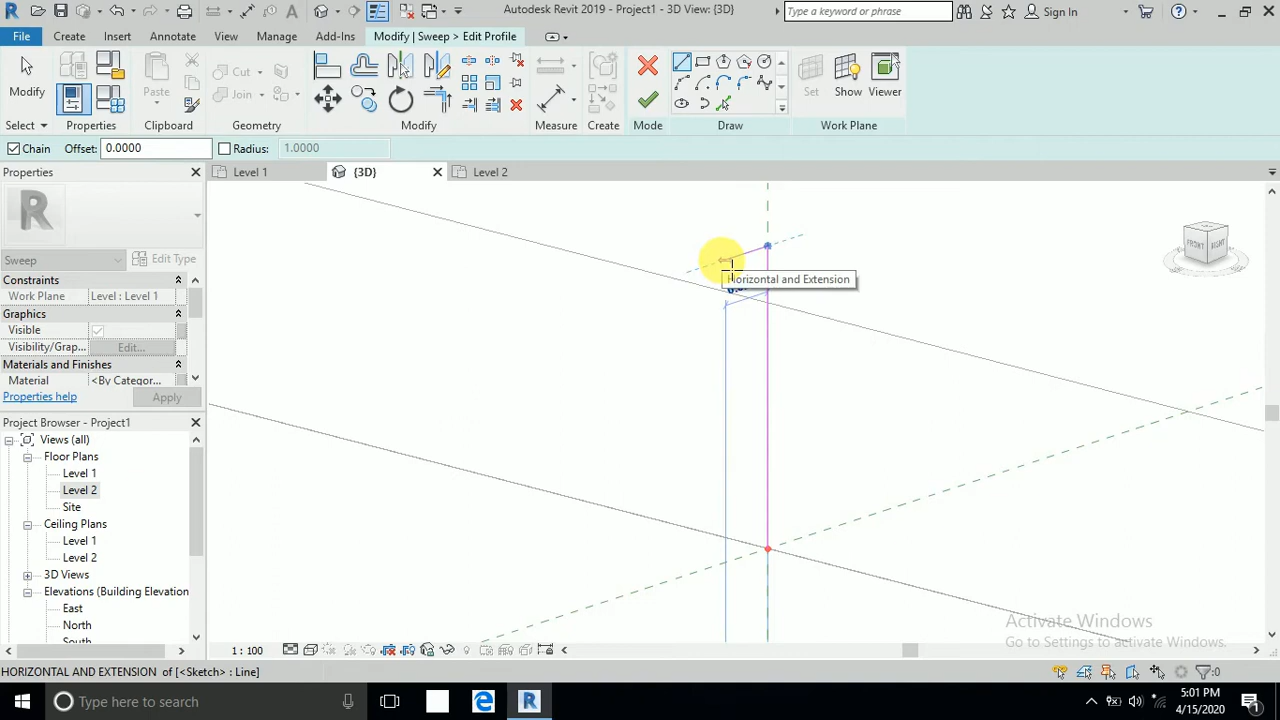 Autodesk Revit 2019 - Project1 - 3D View: {3D}
Type a keyword or phrase
Sign In
File
Create
Insert
Annotate
View
Manage
Add-Ins
Modify | Sweep > Edit Profile
Modify
Paste
Cut
Join
Set
Show
Viewer
Select
Properties
Clipboard
Geometry
Modify
Measure
Create
Mode
Draw
Work Plane
Chain
Offset:
0.0000
Radius:
1.0000
Properties
Level 1
{3D}
Level 2
Edit Type
Sweep
Constraints
Work Plane
Level : Level 1
Graphics
Visible
Visibility/Grap...
Edit...
Materials and Finishes
Material
<By Categor...
Properties help
Apply
Project Browser - Project1
Views (all)
Floor Plans
Level 1
Level 2
Site
Ceiling Plans
Level 1
Level 2
3D Views
Elevations (Building Elevation
East
North
South
FRONT
RIGHT
Horizontal and Extension
Activate Windows
Go to Settings to activate Windows.
1 : 100
HORIZONTAL AND EXTENSION of [<Sketch> : Line]
:0
Type here to search
5:01 PM
4/15/2020